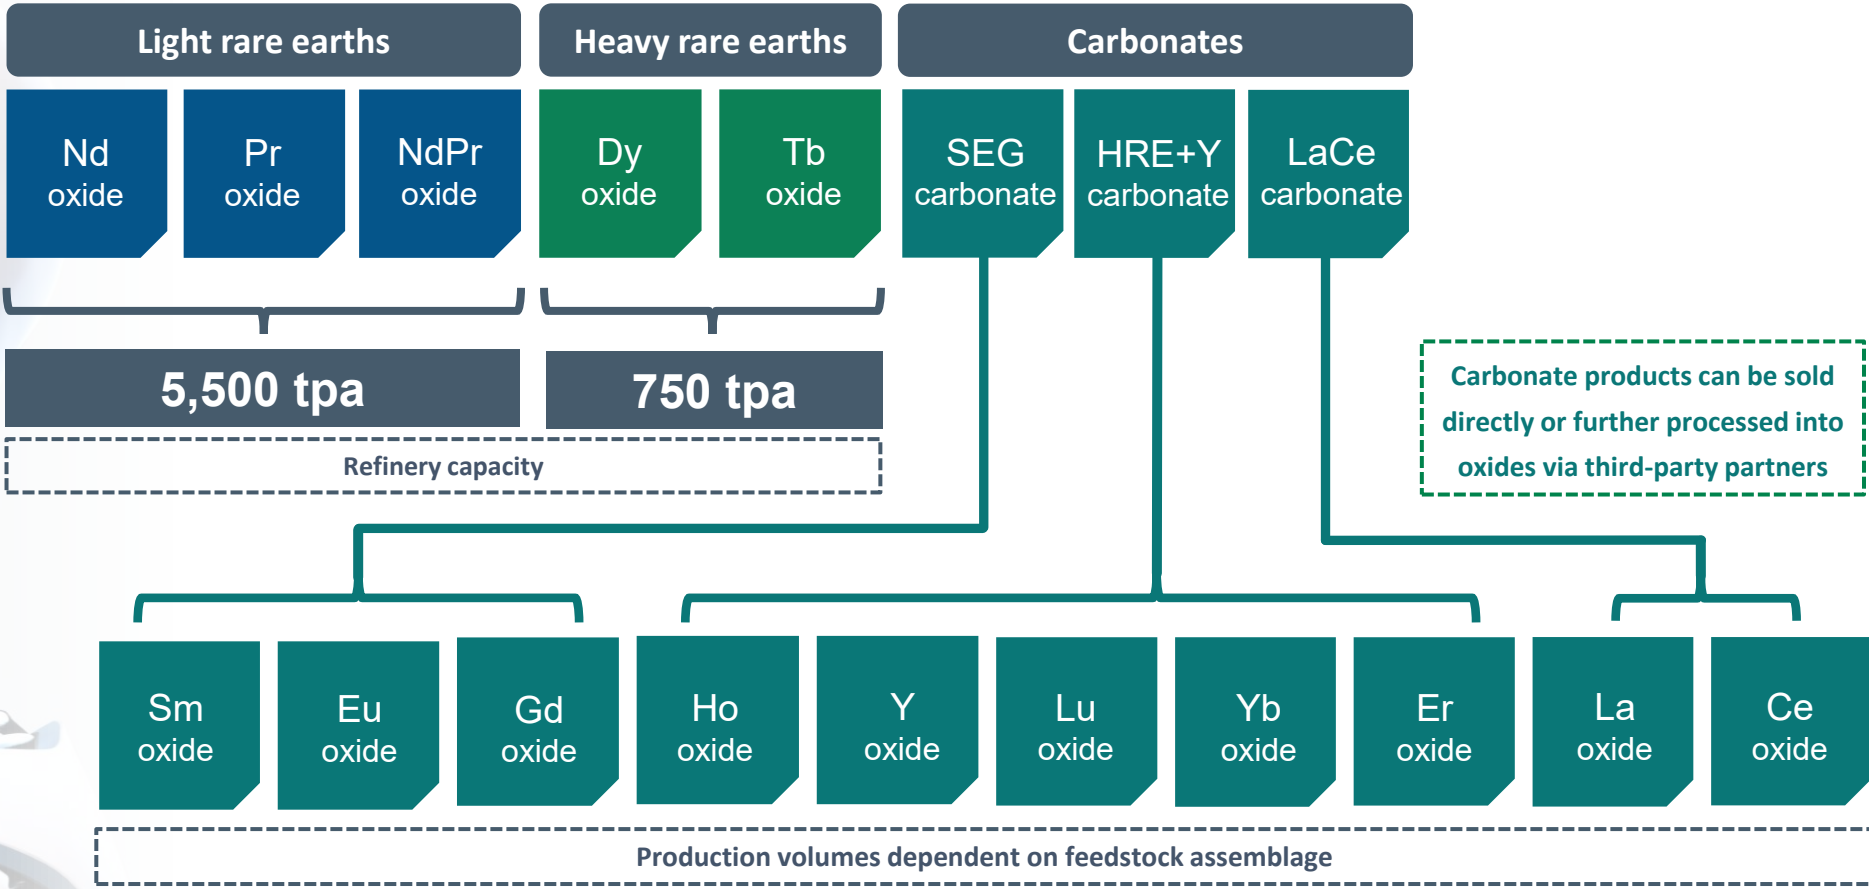 Light rare earths
Heavy rare earths
Carbonates
Nd
oxide
Pr
oxide
NdPr
oxide
Dy
oxide
Tb
oxide
SEG
carbonate
HRE+Y
carbonate
LaCe
carbonate
5,500 tpa
750 tpa
Refinery capacity
Carbonate products can be sold
directly or further processed into
oxides via third-party partners
Sm
oxide
Eu
oxide
Gd
oxide
Ho
oxide
Y
oxide
Lu
oxide
Yb
oxide
Er
oxide
La
oxide
Ce
oxide
Production volumes dependent on feedstock assemblage